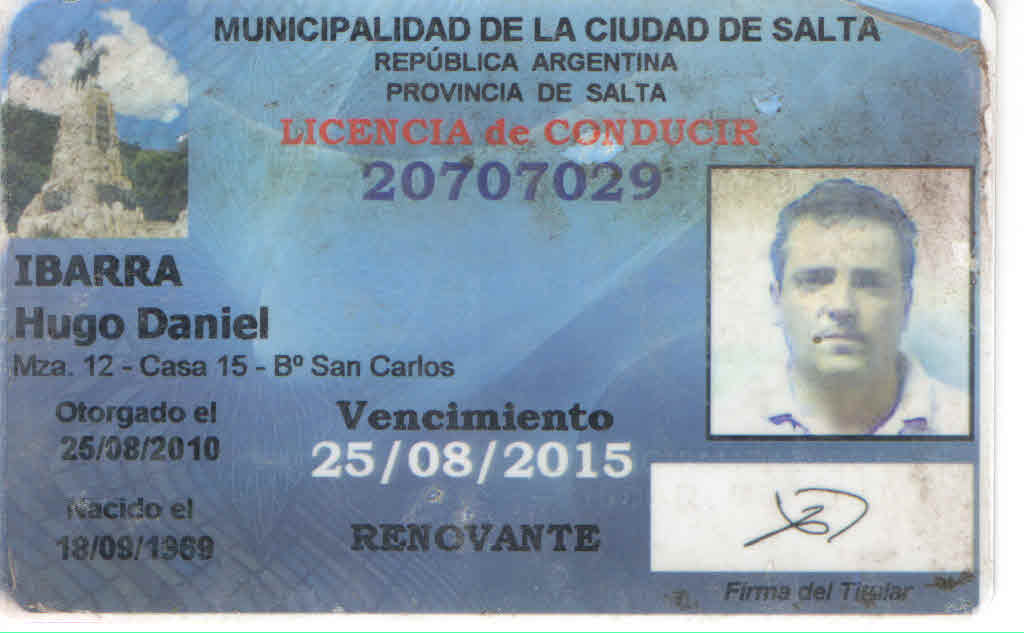 MUNICIPALIDAD DE LA CIUDAD DE SALTA
REPÚBLICA ARGENTINA
PROVINCIA DE SALTA
LICENCIA de CONDUCIR
20707029
IBARRA
Hugo Daniel
Mza. 12 - Casa 15 - Bº San Carlos
Otorgado el
25/08/2010
Vencimiento
25/08/2015
Nacido el
18/09/1969
RENOVANTE
Firma del Titular